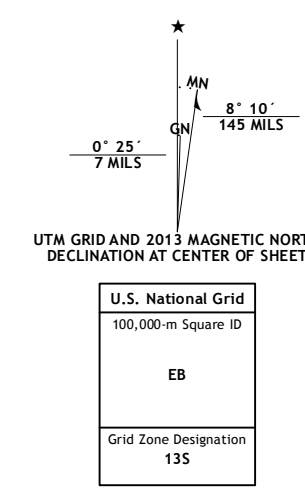 ★
MN
8° 10´
145 MILS
GN
0° 25´
7 MILS
UTM GRID AND 2013 MAGNETIC NORT
DECLINATION AT CENTER OF SHEET
U.S. National Grid
100,000-m Square ID
EB
Grid Zone Designation
13S